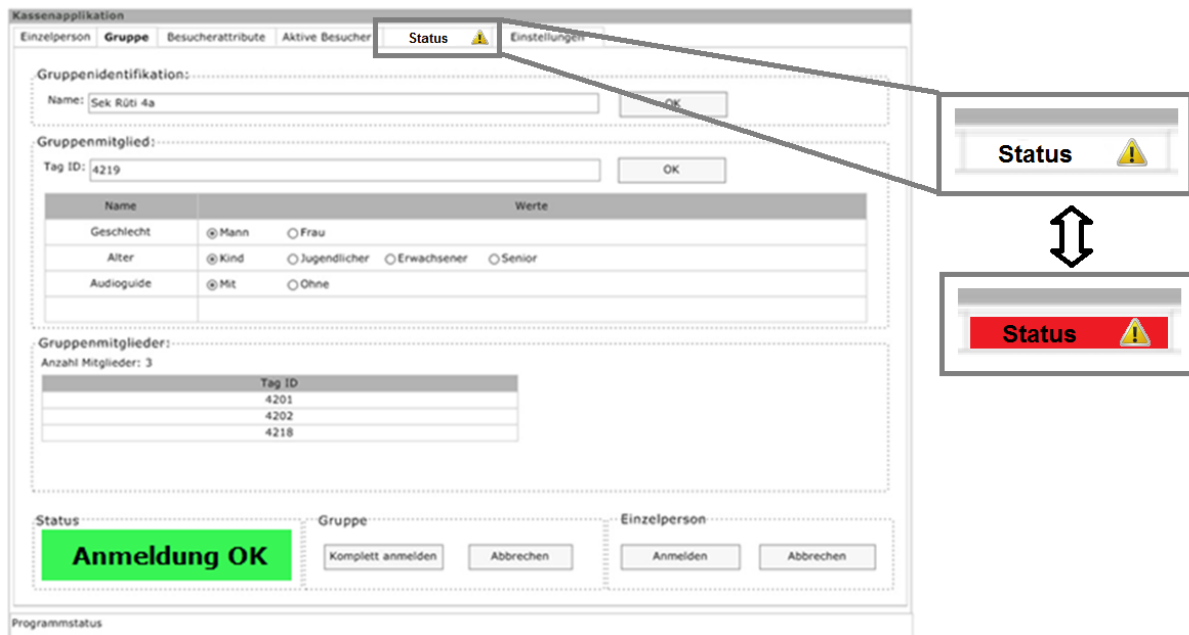 Kassenapplikation
Einzelperson Gruppe Besucherattribute Aktive Besucher Status Einstellungen
Gruppenidentifikation:
Name: Sek Rüti 4a OK
Gruppenmitglied:
Tag ID: 4219 OK
Name Werte
Geschlecht Mann Frau
Alter Kind Jugendlicher Erwachsener Senior
Audioguide Mit Ohne
Gruppenmitglieder:
Anzahl Mitglieder: 3
Tag ID
4201
4202
4218
Status Gruppe Einzelperson
Anmeldung OK Komplett anmelden Abbrechen Anmelden Abbrechen
Programmstatus
Status
Status